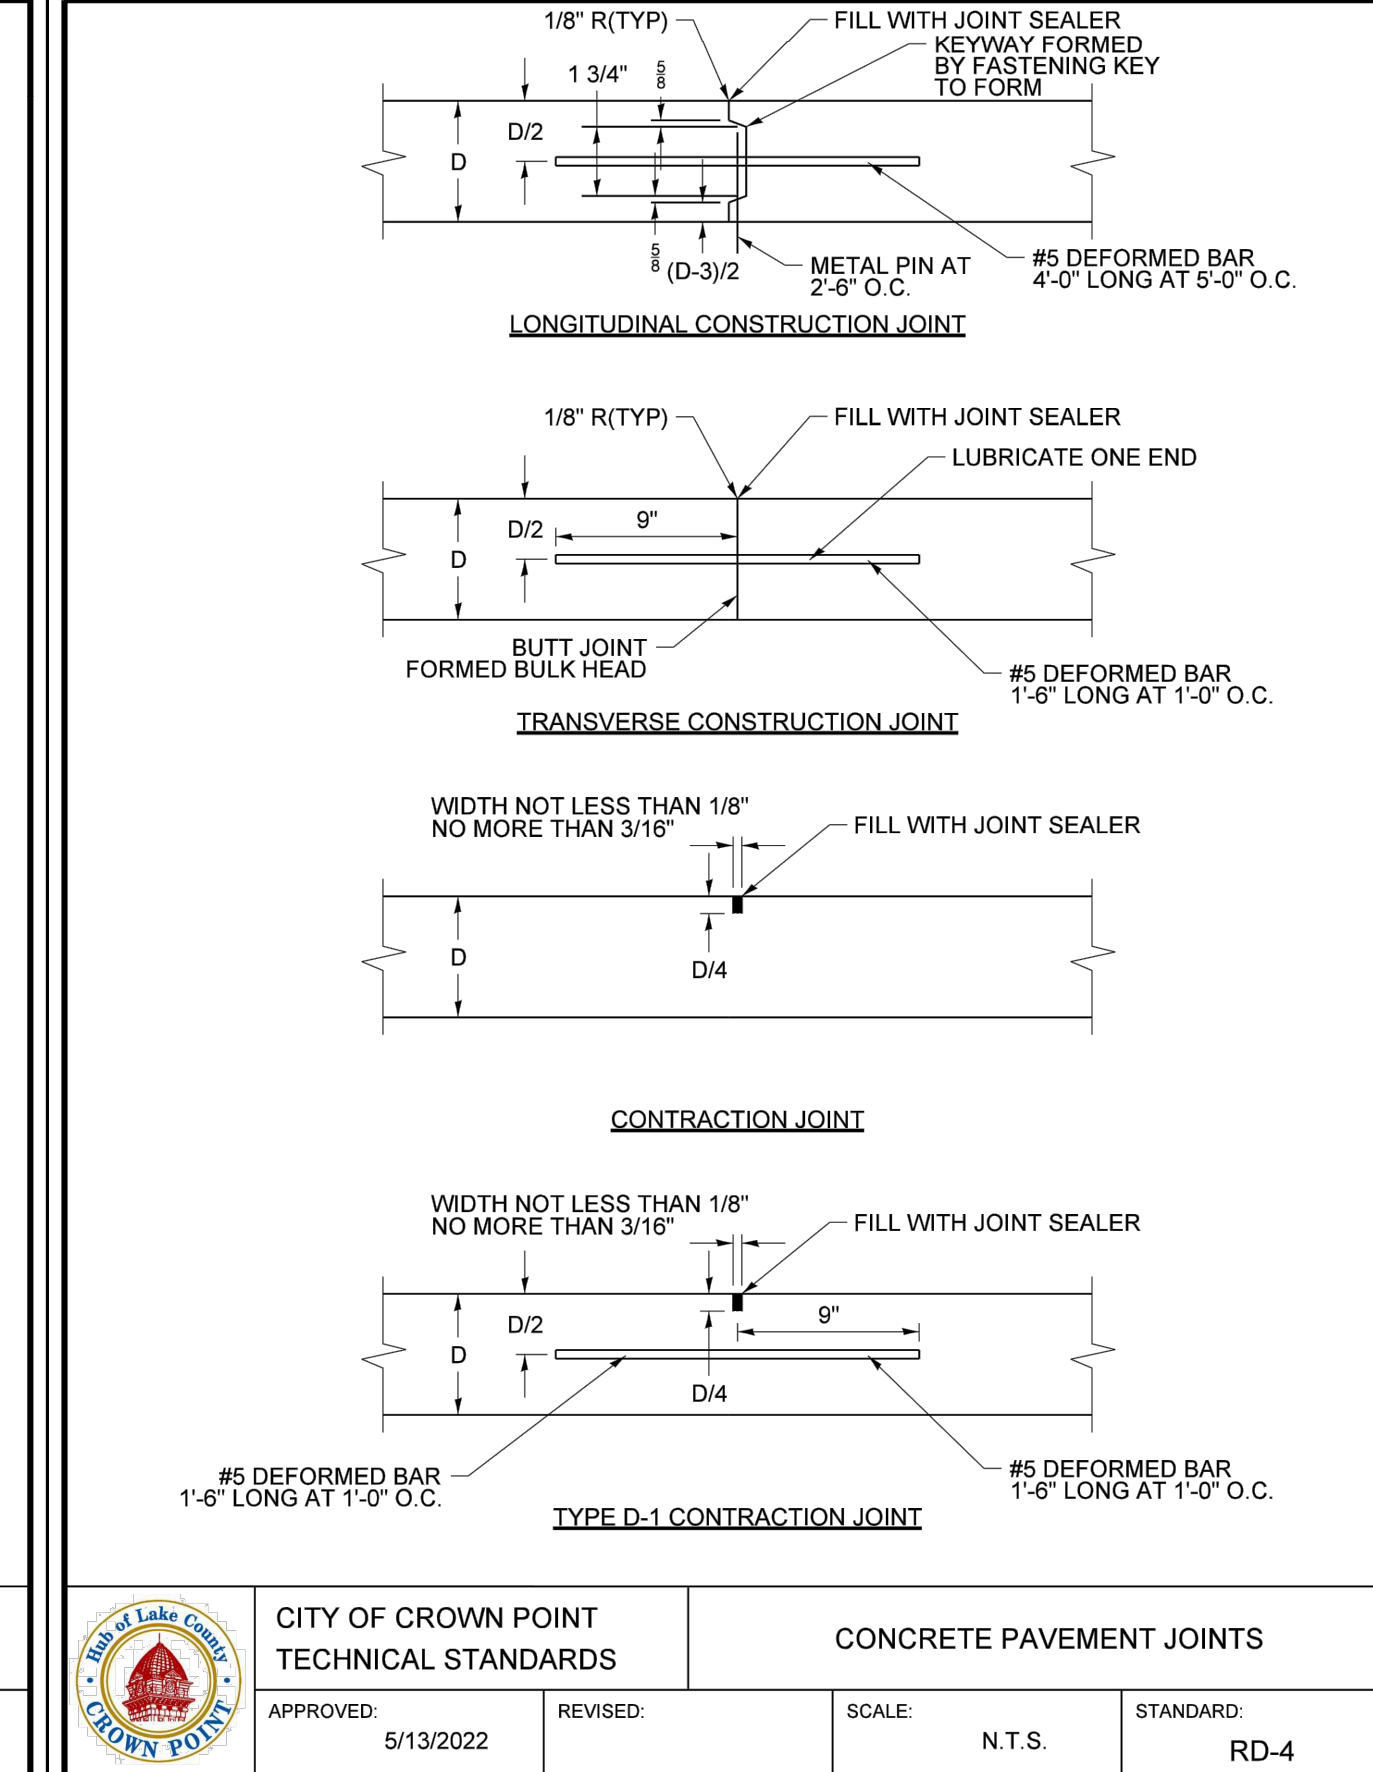 1/8" R(TYP)
FILL WITH JOINT SEALER
KEYWAY FORMED
BY FASTENING KEY
TO FORM
1 3/4"
5/8
D/2
D
5/8
(D-3)/2
METAL PIN AT
2'-6" O.C.
#5 DEFORMED BAR
4'-0" LONG AT 5'-0" O.C.
LONGITUDINAL CONSTRUCTION JOINT
1/8" R(TYP)
FILL WITH JOINT SEALER
LUBRICATE ONE END
D/2
9"
D
BUTT JOINT
FORMED BULK HEAD
#5 DEFORMED BAR
1'-6" LONG AT 1'-0" O.C.
TRANSVERSE CONSTRUCTION JOINT
WIDTH NOT LESS THAN 1/8"
NO MORE THAN 3/16"
FILL WITH JOINT SEALER
D
D/4
CONTRACTION JOINT
WIDTH NOT LESS THAN 1/8"
NO MORE THAN 3/16"
FILL WITH JOINT SEALER
D/2
9"
D
D/4
#5 DEFORMED BAR
1'-6" LONG AT 1'-0" O.C.
#5 DEFORMED BAR
1'-6" LONG AT 1'-0" O.C.
TYPE D-1 CONTRACTION JOINT
Hub of Lake County
CROWN POINT
CITY OF CROWN POINT
TECHNICAL STANDARDS
CONCRETE PAVEMENT JOINTS
APPROVED:
5/13/2022
REVISED:
SCALE:
N.T.S.
STANDARD:
RD-4